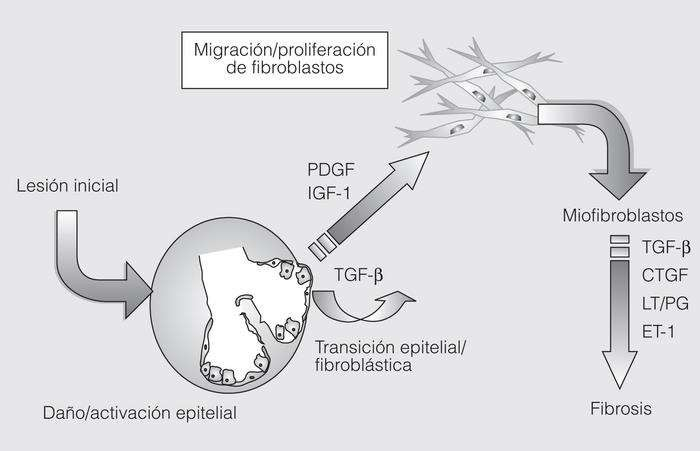 Migración/proliferación
de fibroblastos
PDGF
IGF-1
Lesión inicial
Miofibroblastos
TGF-β
CTGF
LT/PG
ET-1
TGF-β
Transición epitelial/
fibroblástica
Daño/activación epitelial
Fibrosis